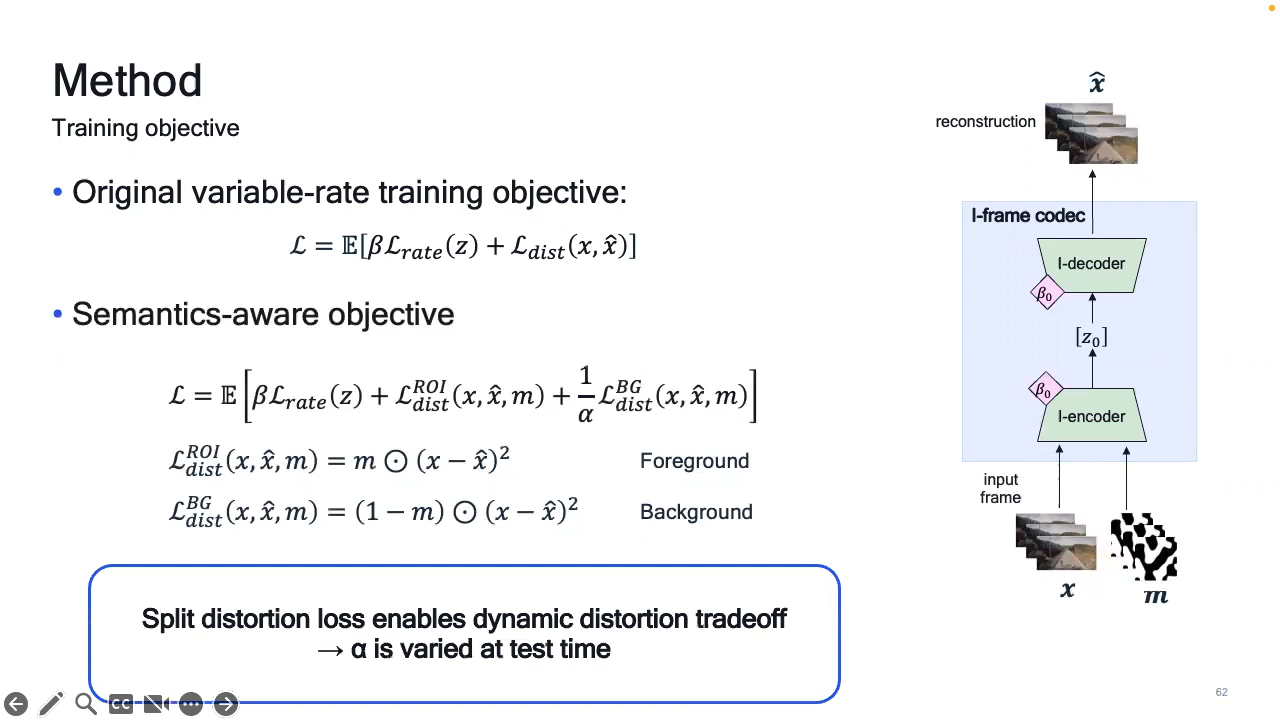 Method
Training objective
• Original variable-rate training objective:
ℒ = 𝔼[βℒ_rate(z) + ℒ_dist(x, x̂)]
• Semantics-aware objective
ℒ = 𝔼[βℒ_rate(z) + ℒ_dist^ROI(x, x̂, m) + 1/α ℒ_dist^BG(x, x̂, m)]
ℒ_dist^ROI(x, x̂, m) = m ⊙ (x − x̂)² Foreground
ℒ_dist^BG(x, x̂, m) = (1 − m) ⊙ (x − x̂)² Background
Split distortion loss enables dynamic distortion tradeoff
→ α is varied at test time
x̂
reconstruction
I-frame codec
I-decoder
β₀
[z₀]
β₀
I-encoder
input
frame
x
m
CC
62